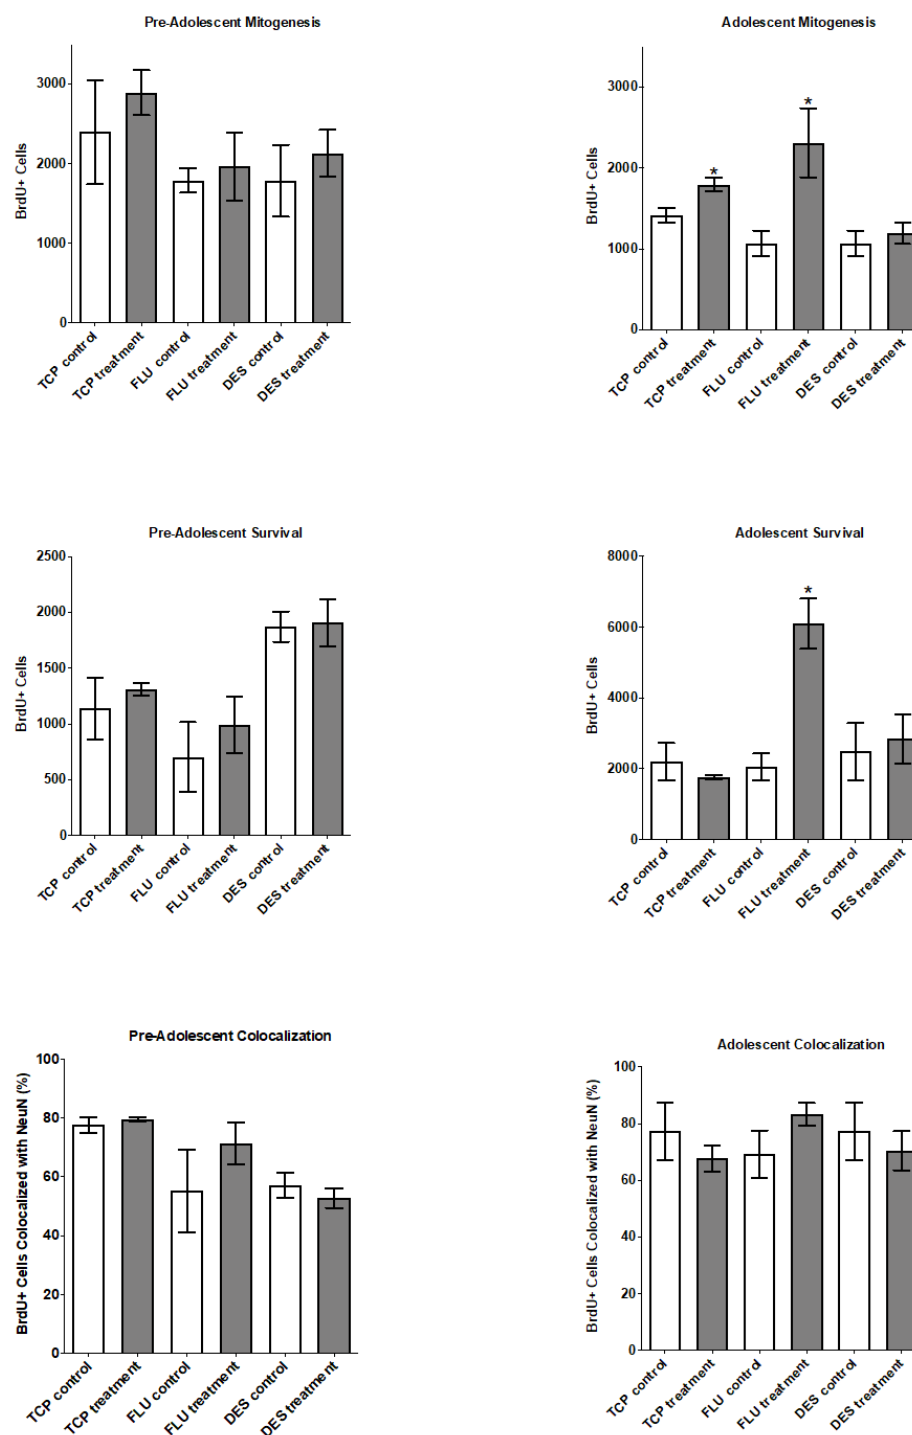 Pre-Adolescent Mitogenesis
BrdU+ Cells
3000
2000
1000
0
TCP control
TCP treatment
FLU control
FLU treatment
DES control
DES treatment
Adolescent Mitogenesis
BrdU+ Cells
3000
2000
1000
0
*
*
TCP control
TCP treatment
FLU control
FLU treatment
DES control
DES treatment
Pre-Adolescent Survival
BrdU+ Cells
2500
2000
1500
1000
500
0
TCP control
TCP treatment
FLU control
FLU treatment
DES control
DES treatment
Adolescent Survival
BrdU+ Cells
8000
6000
4000
2000
0
*
TCP control
TCP treatment
FLU control
FLU treatment
DES control
DES treatment
Pre-Adolescent Colocalization
BrdU+ Cells Colocalized with NeuN (%)
100
80
60
40
20
0
TCP control
TCP treatment
FLU control
FLU treatment
DES control
DES treatment
Adolescent Colocalization
BrdU+ Cells Colocalized with NeuN (%)
100
80
60
40
20
0
TCP control
TCP treatment
FLU control
FLU treatment
DES control
DES treatment